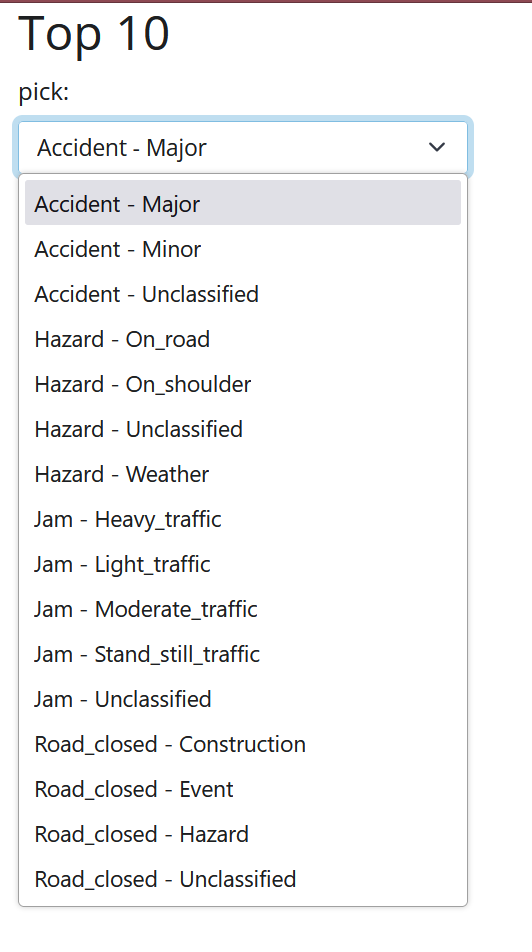 Top 10
pick:
Accident - Major
Accident - Major
Accident - Minor
Accident - Unclassified
Hazard - On_road
Hazard - On_shoulder
Hazard - Unclassified
Hazard - Weather
Jam - Heavy_traffic
Jam - Light_traffic
Jam - Moderate_traffic
Jam - Stand_still_traffic
Jam - Unclassified
Road_closed - Construction
Road_closed - Event
Road_closed - Hazard
Road_closed - Unclassified